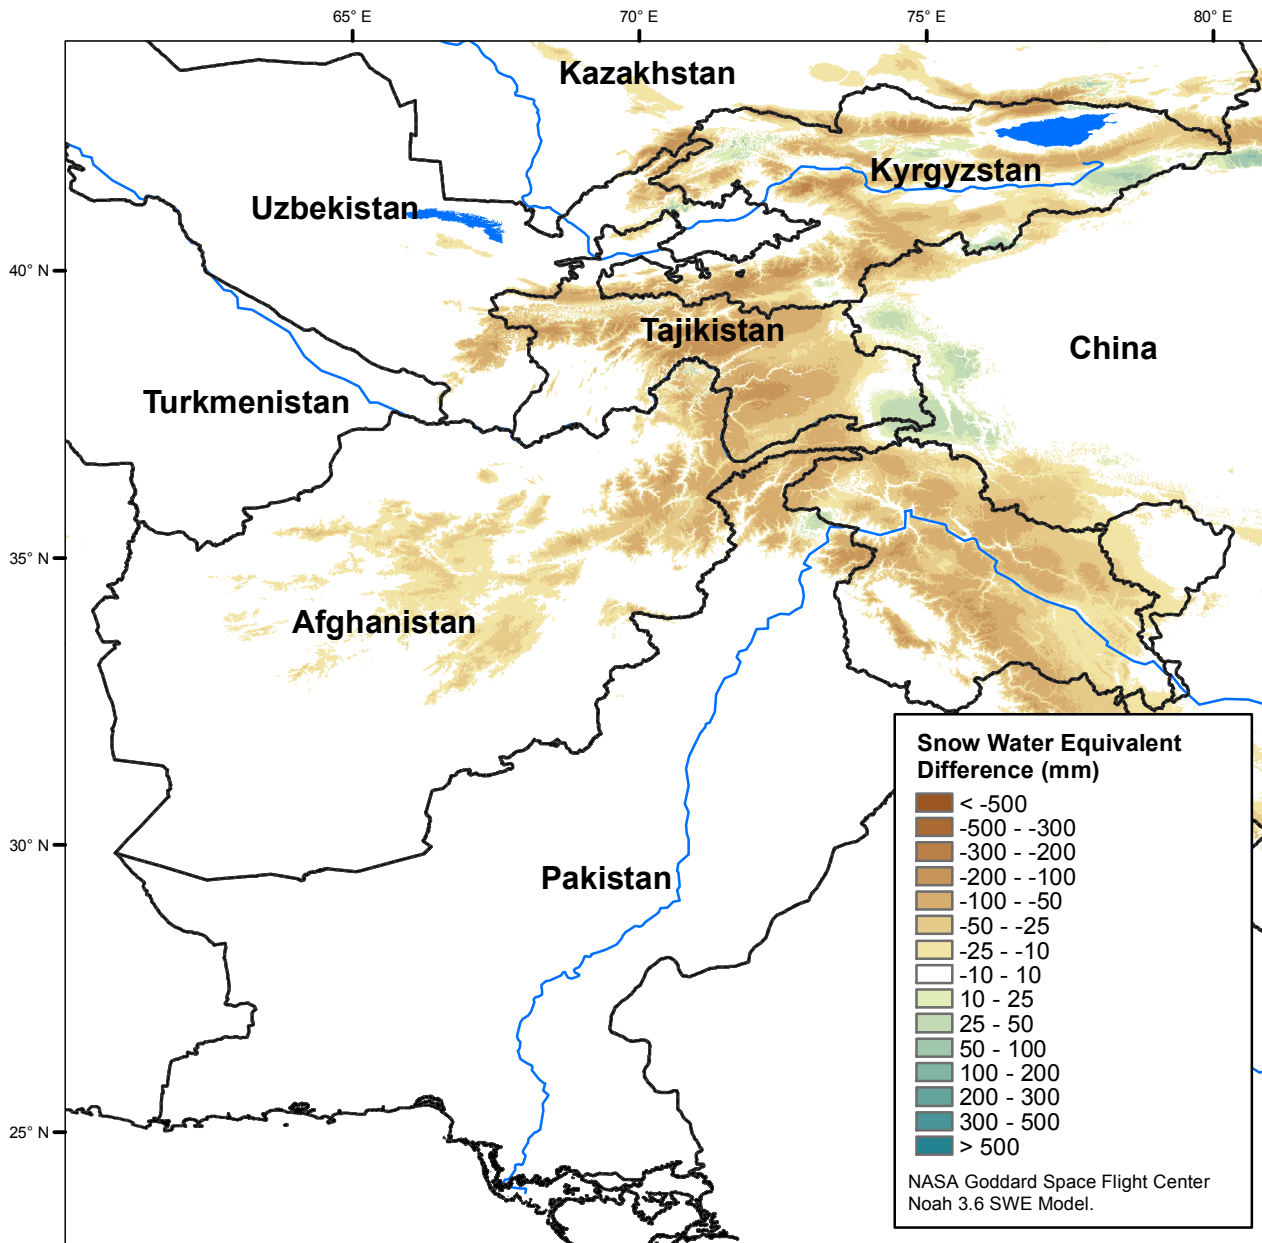 65° E
70° E
75° E
80° E
Kazakhstan
Kyrgyzstan
Uzbekistan
40° N
Tajikistan
China
Turkmenistan
35° N
Afghanistan
Snow Water Equivalent
Difference (mm)
< -500
-500 - -300
-300 - -200
-200 - -100
-100 - -50
-50 - -25
-25 - -10
-10 - 10
10 - 25
25 - 50
50 - 100
100 - 200
200 - 300
300 - 500
> 500
30° N
Pakistan
25° N
NASA Goddard Space Flight Center
Noah 3.6 SWE Model.